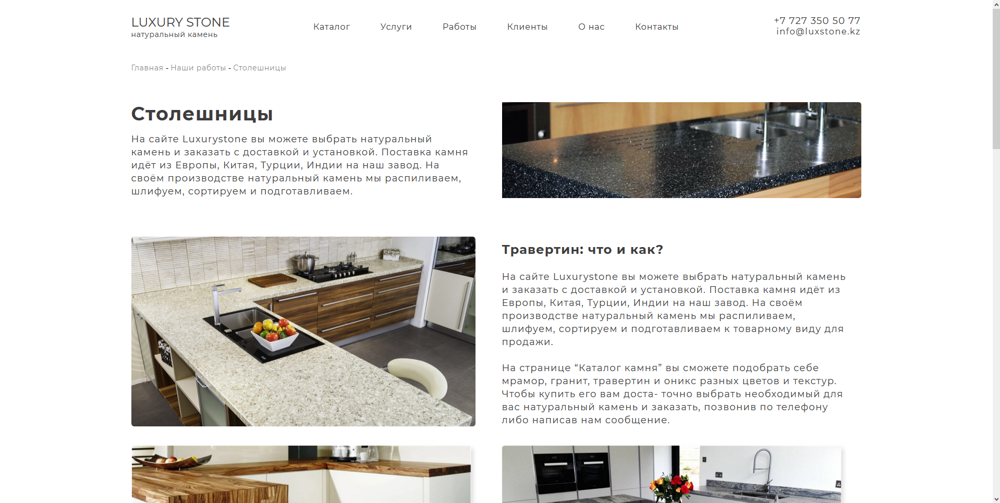 LUXURY STONE
натуральный камень
Каталог Услуги Работы Клиенты О нас Контакты
+7 727 350 50 77
info@luxstone.kz
Главная - Наши работы - Столешницы
Столешницы
На сайте Luxurystone вы можете выбрать натуральный
камень и заказать с доставкой и установкой. Поставка камня
идёт из Европы, Китая, Турции, Индии на наш завод. На
своём производстве натуральный камень мы распиливаем,
шлифуем, сортируем и подготавливаем.
Травертин: что и как?
На сайте Luxurystone вы можете выбрать натуральный камень
и заказать с доставкой и установкой. Поставка камня идёт из
Европы, Китая, Турции, Индии на наш завод. На своём
производстве натуральный камень мы распиливаем,
шлифуем, сортируем и подготавливаем к товарному виду для
продажи.
На странице “Каталог камня” вы сможете подобрать себе
мрамор, гранит, травертин и оникс разных цветов и текстур.
Чтобы купить его вам доста- точно выбрать необходимый для
вас натуральный камень и заказать, позвонив по телефону
либо написав нам сообщение.